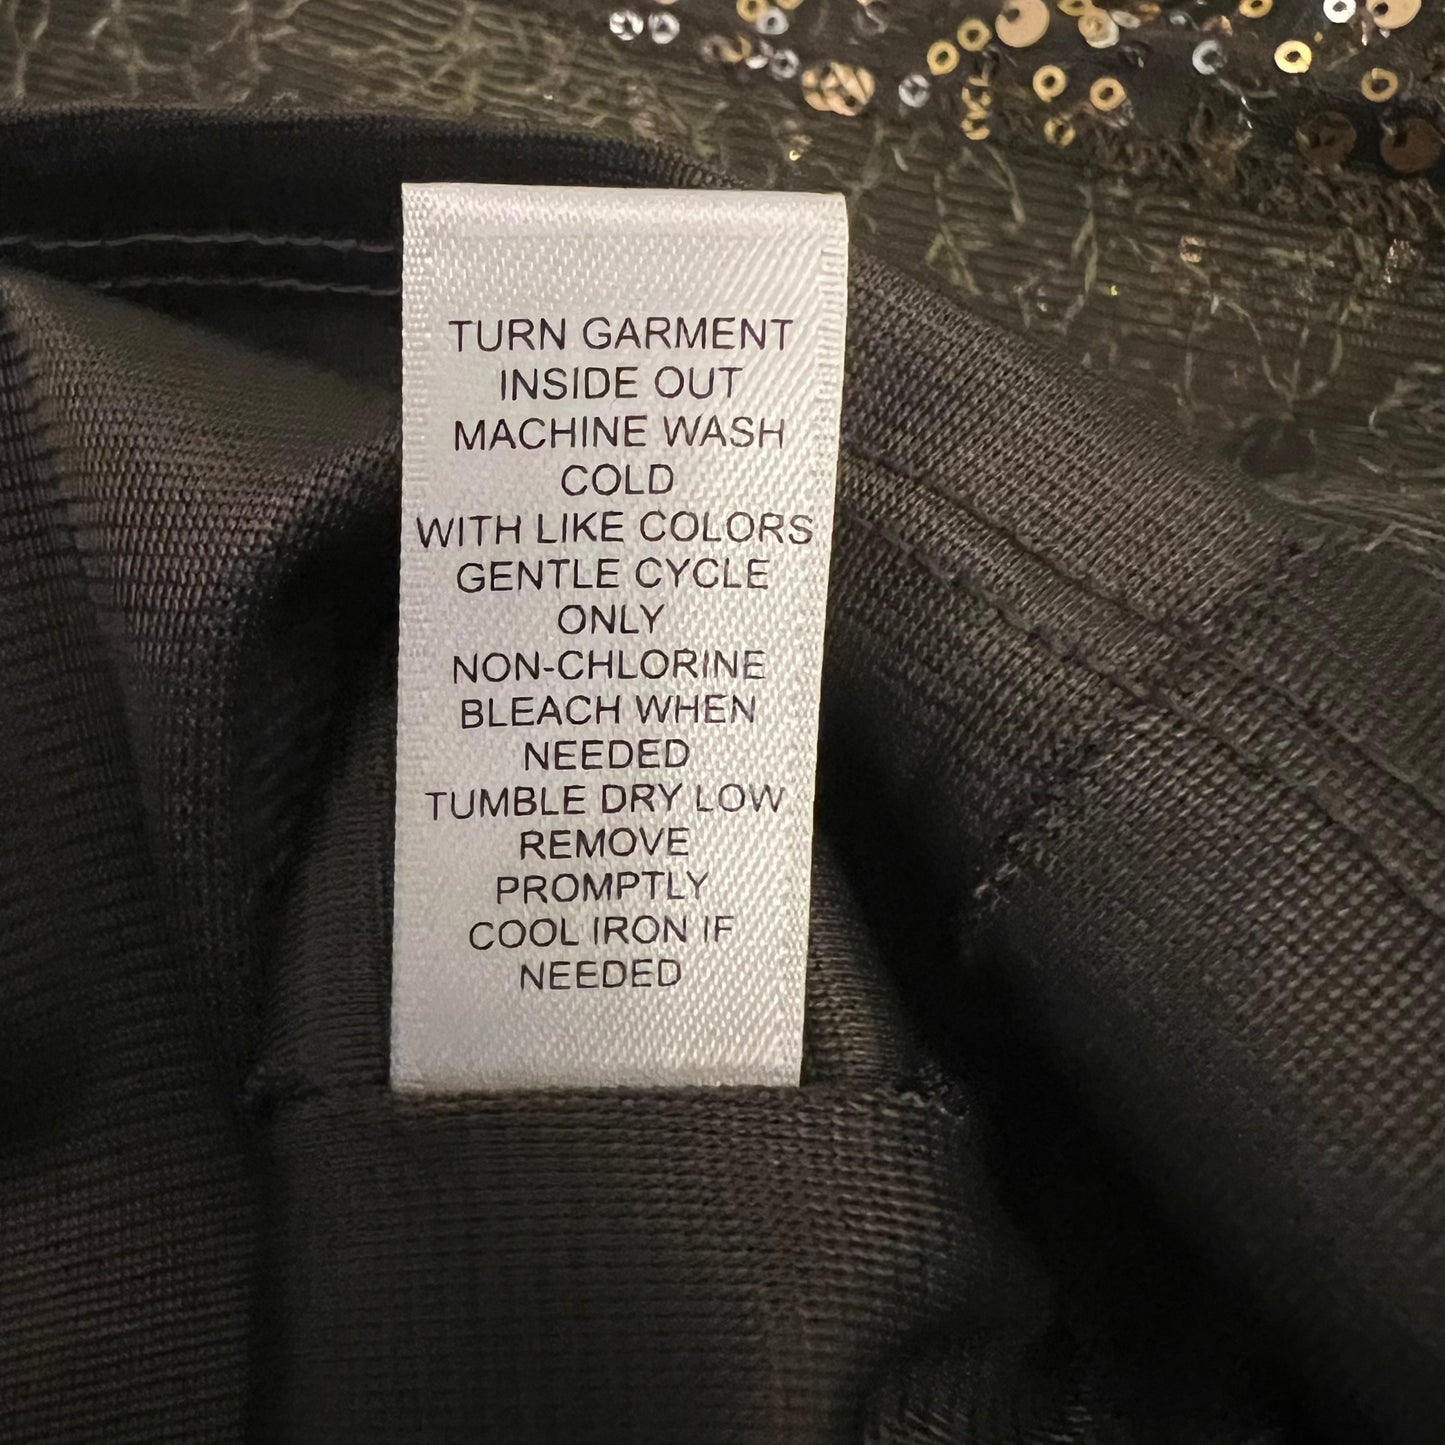 TURN GARMENT
INSIDE OUT
MACHINE WASH
COLD
WITH LIKE COLORS
GENTLE CYCLE
ONLY
NON-CHLORINE
BLEACH WHEN
NEEDED
TUMBLE DRY LOW
REMOVE
PROMPTLY
COOL IRON IF
NEEDED